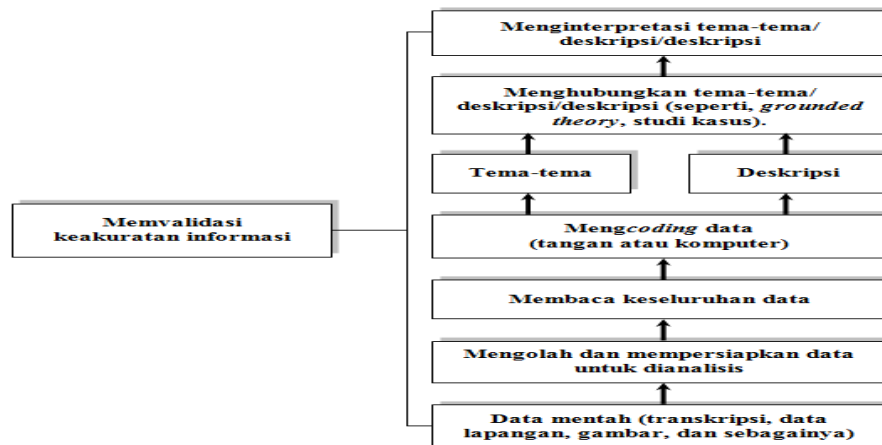 Menginterpretasi tema-tema/
deskripsi/deskripsi
Menghubungkan tema-tema/
deskripsi/deskripsi (seperti, grounded
theory, studi kasus).
Tema-tema
Deskripsi
Memvalidasi
keakuratan informasi
Mengcoding data
(tangan atau komputer)
Membaca keseluruhan data
Mengolah dan mempersiapkan data
untuk dianalisis
Data mentah (transkripsi, data
lapangan, gambar, dan sebagainya)